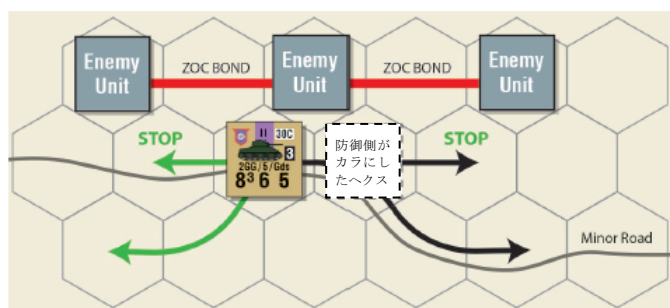 Enemy
Unit
ZOC BOND
Enemy
Unit
ZOC BOND
Enemy
Unit
STOP
II
30C
3
2GG/5/Gds
8³ 6 5
防御側が
カラにし
たヘクス
STOP
Minor Road